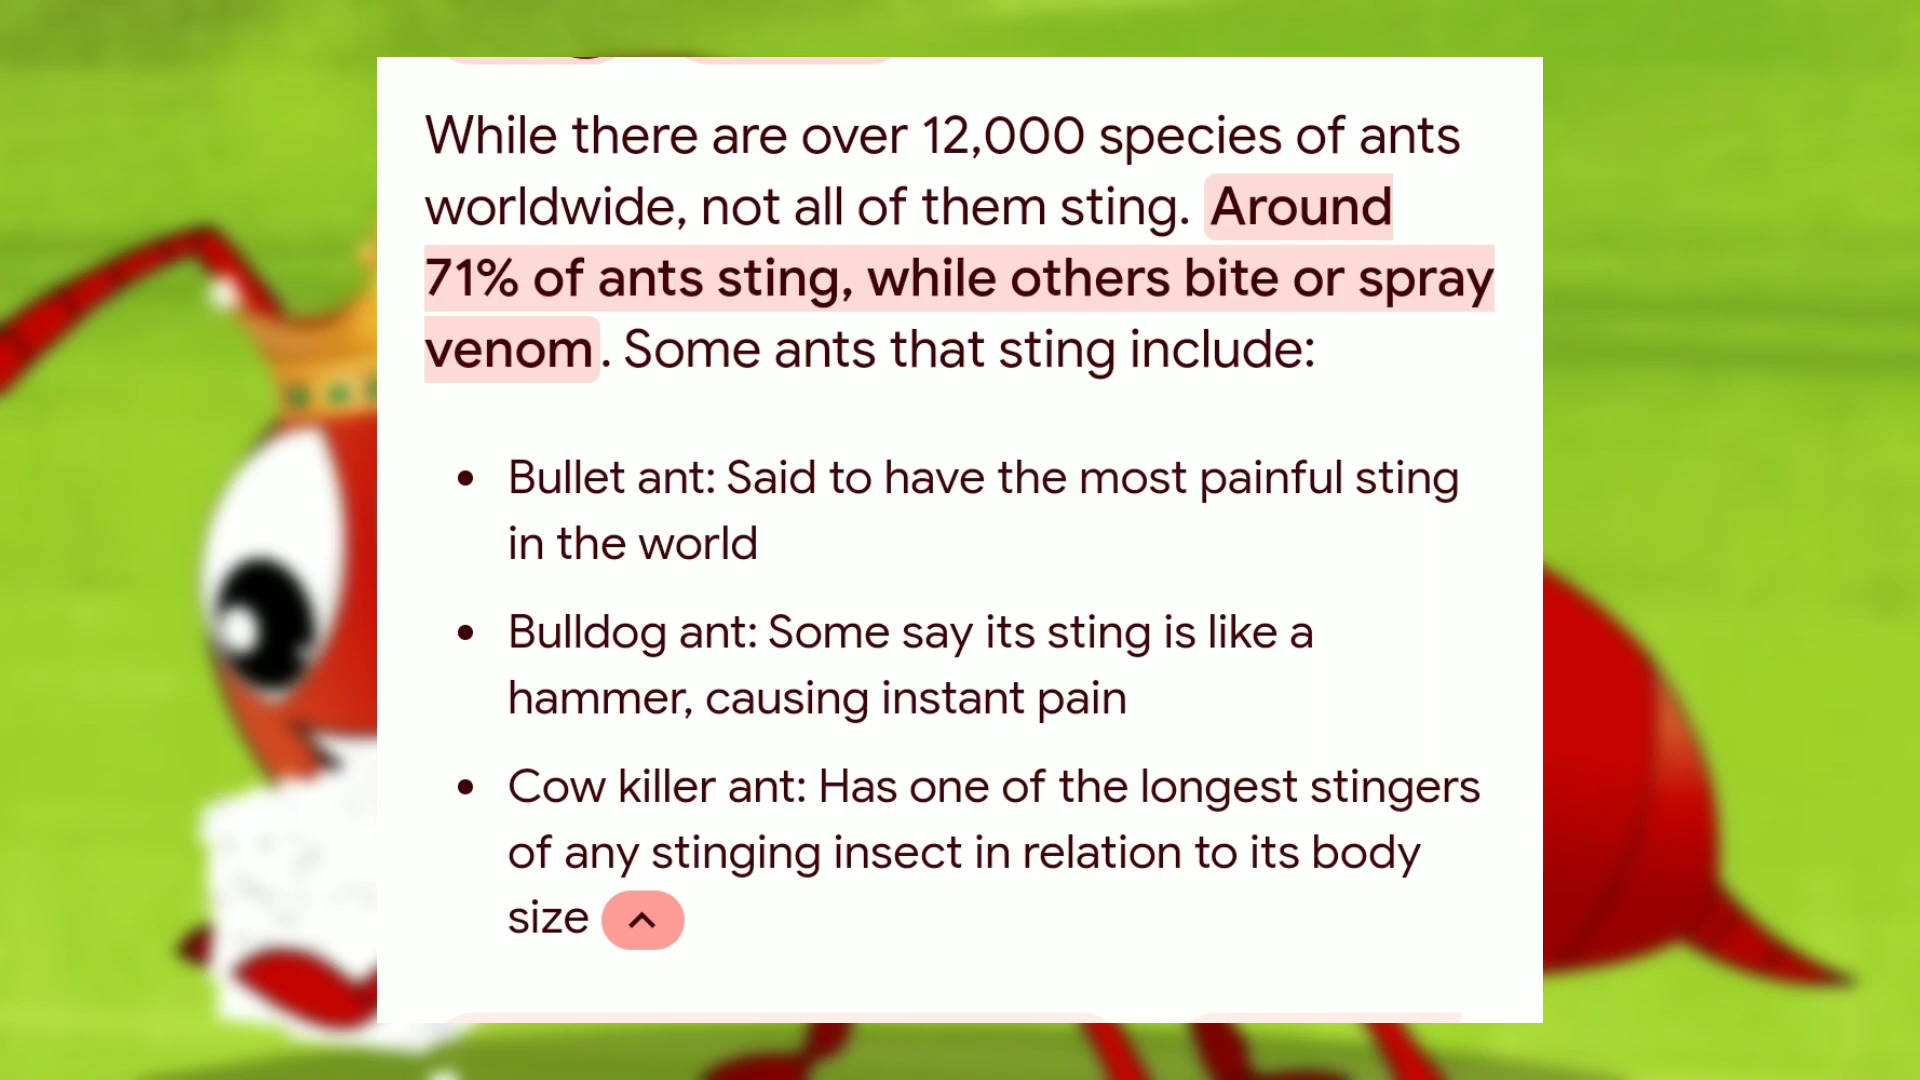 While there are over 12,000 species of ants
worldwide, not all of them sting. Around
71% of ants sting, while others bite or spray
venom. Some ants that sting include:
• Bullet ant: Said to have the most painful sting
in the world
• Bulldog ant: Some say its sting is like a
hammer, causing instant pain
• Cow killer ant: Has one of the longest stingers
of any stinging insect in relation to its body
size